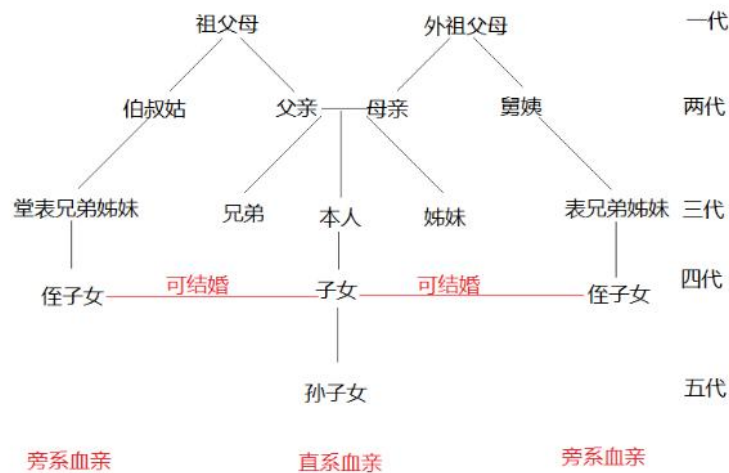 祖父母 外祖父母 一代
伯叔姑 父亲 母亲 舅姨 两代
堂表兄弟姊妹 兄弟 本人 姊妹 表兄弟姊妹 三代
侄子女 可结婚 子女 可结婚 侄子女 四代
孙子女 五代
旁系血亲 直系血亲 旁系血亲